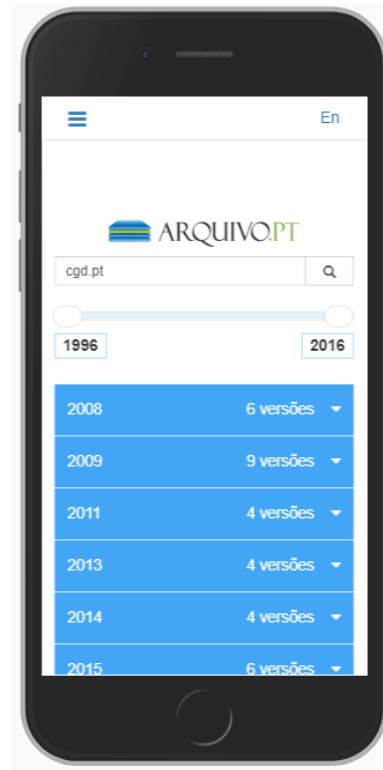 En
ARQUIVO.PT
cgd.pt
1996 2016
2008 6 versões
2009 9 versões
2011 4 versões
2013 4 versões
2014 4 versões
2015 6 versões